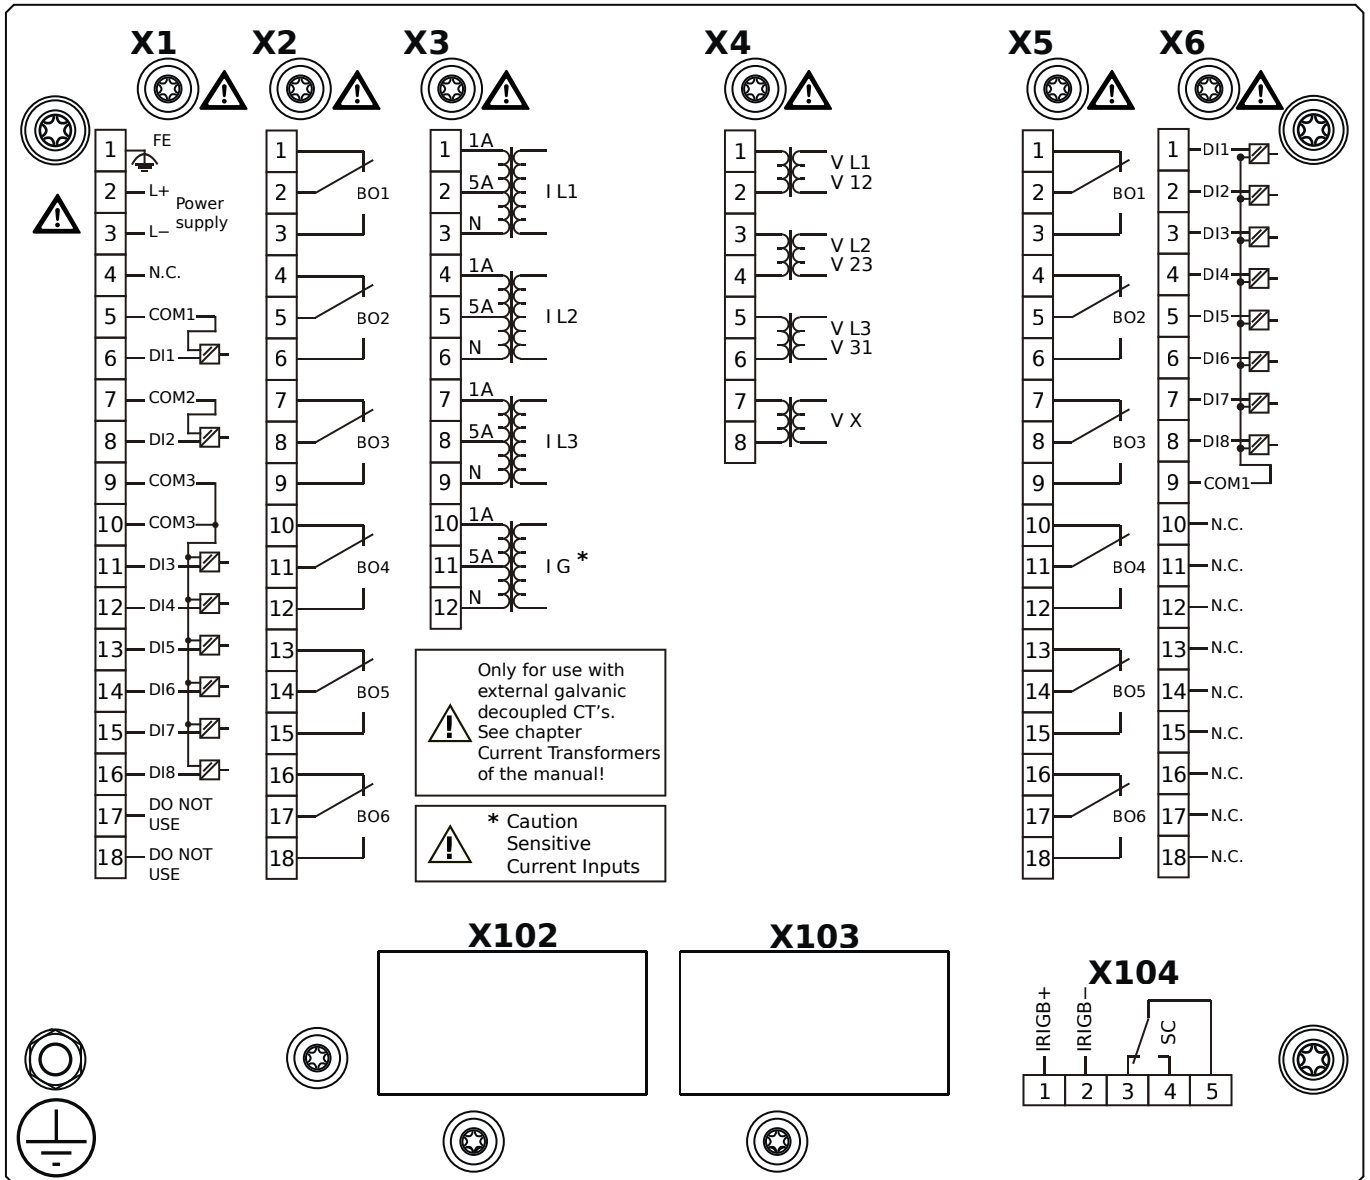 X1 X2 X3 X4 X5 X6
1 FE
2 L+
Power
supply
3 L−
4 N.C.
5 COM1
6 DI1
7 COM2
8 DI2
9 COM3
10 COM3
11 DI3
12 DI4
13 DI5
14 DI6
15 DI7
16 DI8
17 DO NOT
USE
18 DO NOT
USE
1
2 BO1
3
4
5 BO2
6
7
8 BO3
9
10
11 BO4
12
13
14 BO5
15
16
17 BO6
18
1 1A
2 5A I L1
3 N
4 1A
5 5A I L2
6 N
7 1A
8 5A I L3
9 N
10 1A
11 5A I G *
12 N
Only for use with
external galvanic
decoupled CT's.
See chapter
Current Transformers
of the manual!
* Caution
Sensitive
Current Inputs
1 V L1
2 V 12
3 V L2
4 V 23
5 V L3
6 V 31
7 V X
8
1
2 BO1
3
4
5 BO2
6
7
8 BO3
9
10
11 BO4
12
13
14 BO5
15
16
17 BO6
18
1 DI1
2 DI2
3 DI3
4 DI4
5 DI5
6 DI6
7 DI7
8 DI8
9 COM1
10 N.C.
11 N.C.
12 N.C.
13 N.C.
14 N.C.
15 N.C.
16 N.C.
17 N.C.
18 N.C.
X102
X103
X104
IRIGB+
IRIGB−
SC
1 2 3 4 5